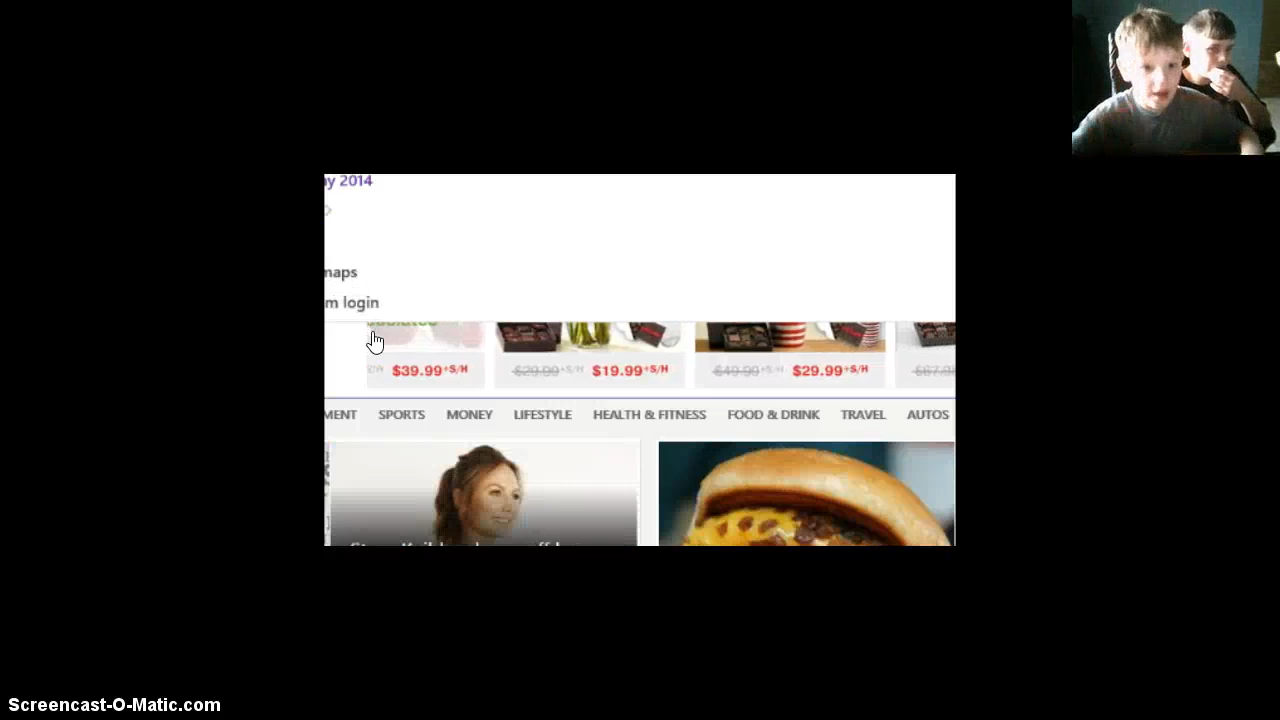 ay 2014
maps
m login
$39.99+S/H
$29.99+S/H $19.99+S/H
$49.99+S/H $29.99+S/H
MENT SPORTS MONEY LIFESTYLE HEALTH & FITNESS FOOD & DRINK TRAVEL AUTOS
Screencast-O-Matic.com